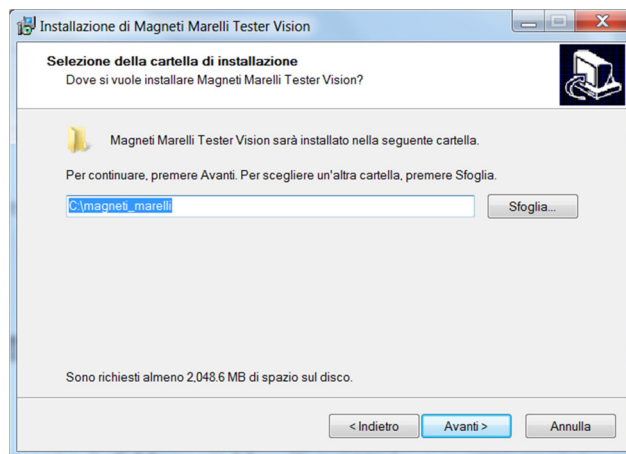 Installazione di Magneti Marelli Tester Vision
Selezione della cartella di installazione
Dove si vuole installare Magneti Marelli Tester Vision?
Magneti Marelli Tester Vision sarà installato nella seguente cartella.
Per continuare, premere Avanti. Per scegliere un'altra cartella, premere Sfoglia.
C:\magneti_marelli
Sfoglia...
Sono richiesti almeno 2,048.6 MB di spazio sul disco.
< Indietro
Avanti >
Annulla